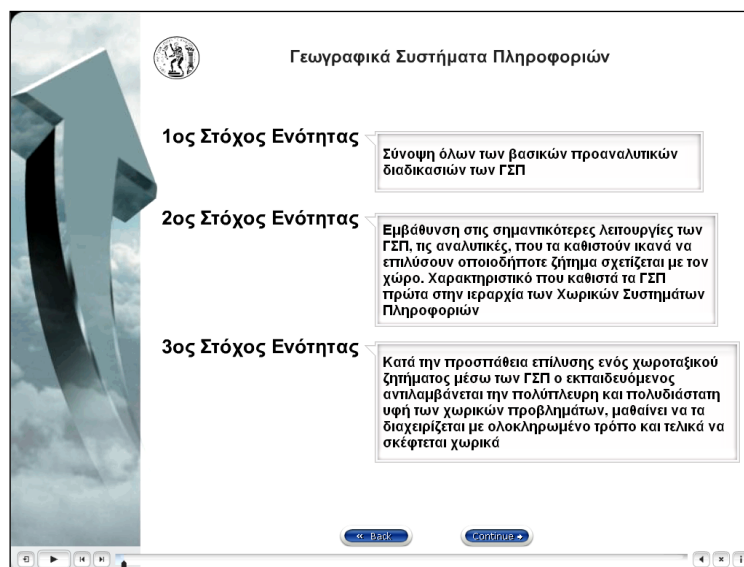 Γεωγραφικά Συστήματα Πληροφοριών
1ος Στόχος Ενότητας
Σύνοψη όλων των βασικών προαναλυτικών
διαδικασιών των ΓΣΠ
2ος Στόχος Ενότητας
Εμβάθυνση στις σημαντικότερες λειτουργίες των
ΓΣΠ, τις αναλυτικές, που τα καθιστούν ικανά να
επιλύσουν οποιοδήποτε ζήτημα σχετίζεται με τον
χώρο. Χαρακτηριστικό που καθιστά τα ΓΣΠ
πρώτα στην ιεραρχία των Χωρικών Συστημάτων
Πληροφοριών
3ος Στόχος Ενότητας
Κατά την προσπάθεια επίλυσης ενός χωροταξικού
ζητήματος μέσω των ΓΣΠ ο εκπαιδευόμενος
αντιλαμβάνεται την πολύπλευρη και πολυδιάστατη
υφή των χωρικών προβλημάτων, μαθαίνει να τα
διαχειρίζεται με ολοκληρωμένο τρόπο και τελικά να
σκέφτεται χωρικά
« Back
Continue